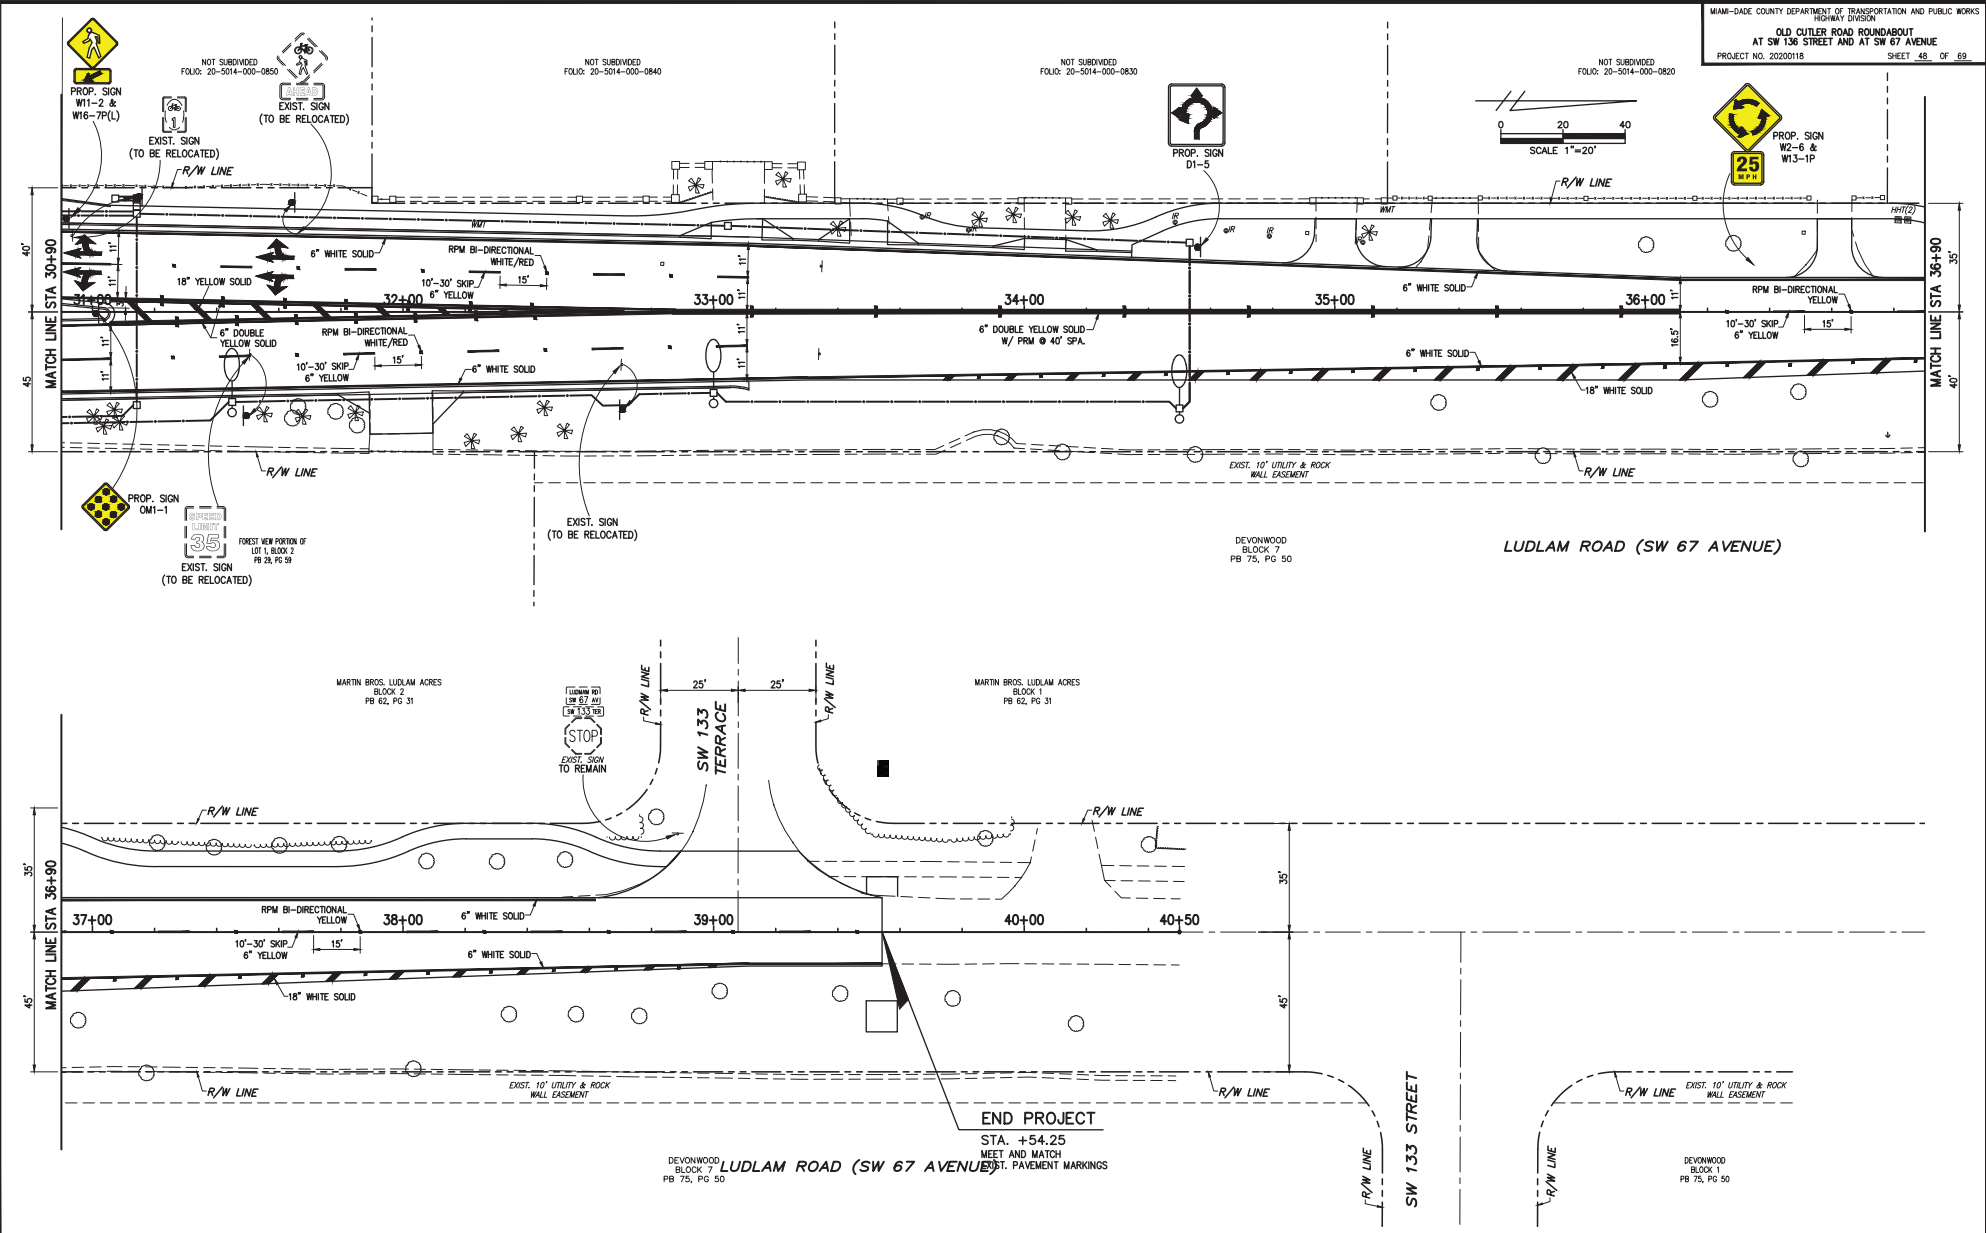 MIAMI-DADE COUNTY DEPARTMENT OF TRANSPORTATION AND PUBLIC WORKS
HIGHWAY DIVISION
OLD CUTLER ROAD ROUNDABOUT
AT SW 136 STREET AND AT SW 67 AVENUE
PROJECT NO. 20200118 SHEET 48 OF 69
PROP. SIGN
W11-2 &
W16-7P(L)
NOT SUBDIVIDED
FOLIO: 20-5014-000-0850
1
EXIST. SIGN
(TO BE RELOCATED)
AHEAD
EXIST. SIGN
(TO BE RELOCATED)
NOT SUBDIVIDED
FOLIO: 20-5014-000-0840
NOT SUBDIVIDED
FOLIO: 20-5014-000-0830
PROP. SIGN
D1-5
NOT SUBDIVIDED
FOLIO: 20-5014-000-0820
0 20 40
SCALE 1"=20'
25
MPH
PROP. SIGN
W2-6 &
W13-1P
R/W LINE
R/W LINE
WMT
WMT
HHT(2)
MATCH LINE STA 30+90
40'
45
11'
11'
11'
11'
3'
6" WHITE SOLID
18" YELLOW SOLID
RPM BI-DIRECTIONAL
WHITE/RED
10'-30' SKIP
6" YELLOW
15'
31+00
32+00
33+00
34+00
35+00
36+00
6" DOUBLE
YELLOW SOLID
RPM BI-DIRECTIONAL
WHITE/RED
10'-30' SKIP
6" YELLOW
15'
6" WHITE SOLID
11'
11'
11'
11'
6" DOUBLE YELLOW SOLID
W/ PRM @ 40' SPA.
6" WHITE SOLID
11'
16.5'
6" WHITE SOLID
18" WHITE SOLID
RPM BI-DIRECTIONAL
YELLOW
10'-30' SKIP
6" YELLOW
15'
MATCH LINE STA 36+90
35'
40'
R/W LINE
EXIST. 10' UTILITY & ROCK
WALL EASEMENT
R/W LINE
PROP. SIGN
OM1-1
SPEED
LIMIT
35
EXIST. SIGN
(TO BE RELOCATED)
FOREST VIEW PORTION OF
LOT 1, BLOCK 2
PB 29, PG 59
EXIST. SIGN
(TO BE RELOCATED)
DEVONWOOD
BLOCK 7
PB 75, PG 50
LUDLAM ROAD (SW 67 AVENUE)
MARTIN BROS. LUDLAM ACRES
BLOCK 2
PB 62, PG 31
SW 67 AV
SW 133 TER
STOP
EXIST. SIGN
TO REMAIN
R/W LINE
25'
25'
R/W LINE
SW 133
TERRACE
MARTIN BROS. LUDLAM ACRES
BLOCK 1
PB 62, PG 31
R/W LINE
R/W LINE
MATCH LINE STA 36+90
35'
45'
37+00
38+00
39+00
40+00
40+50
RPM BI-DIRECTIONAL
YELLOW
10'-30' SKIP
6" YELLOW
15'
6" WHITE SOLID
6" WHITE SOLID
18" WHITE SOLID
35'
45'
R/W LINE
EXIST. 10' UTILITY & ROCK
WALL EASEMENT
R/W LINE
R/W LINE
EXIST. 10' UTILITY & ROCK
WALL EASEMENT
END PROJECT
STA. +54.25
MEET AND MATCH
EXIST. PAVEMENT MARKINGS
DEVONWOOD
BLOCK 7
PB 75, PG 50
LUDLAM ROAD (SW 67 AVENUE)
R/W LINE
SW 133 STREET
R/W LINE
DEVONWOOD
BLOCK 1
PB 75, PG 50